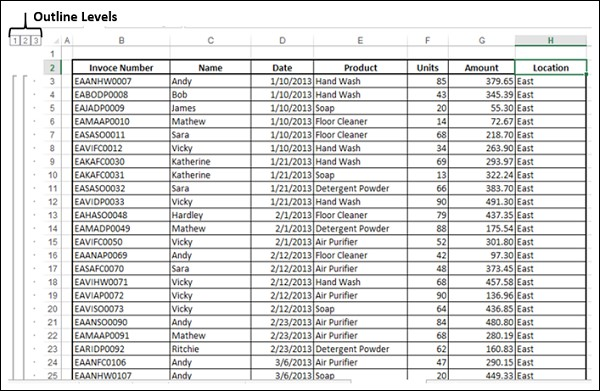 Outline Levels
1 2 3 A B C D E F G H
1
2 Invoce Number Name Date Product Units Amount Location
3 EAANHW0007 Andy 1/10/2013 Hand Wash 85 379.65 East
4 EABODP0008 Bob 1/10/2013 Hand Wash 43 345.39 East
5 EAJADP0009 James 1/10/2013 Soap 20 55.30 East
6 EAMAAP0010 Mathew 1/10/2013 Floor Cleaner 14 72.67 East
7 EASASO0011 Sara 1/10/2013 Floor Cleaner 68 218.70 East
8 EAVIFC0012 Vicky 1/10/2013 Hand Wash 34 263.90 East
9 EAKAFC0030 Katherine 1/21/2013 Hand Wash 69 293.97 East
10 EAKAFC0031 Katherine 1/21/2013 Soap 13 322.24 East
11 EASASO0032 Sara 1/21/2013 Detergent Powder 66 383.70 East
12 EAVIDP0033 Vicky 1/21/2013 Hand Wash 90 491.30 East
13 EAHASO0048 Hardley 2/1/2013 Floor Cleaner 79 437.35 East
14 EAMADP0049 Mathew 2/1/2013 Detergent Powder 88 175.54 East
15 EAVIFC0050 Vicky 2/1/2013 Air Purifier 52 301.80 East
16 EAANAP0069 Andy 2/12/2013 Floor Cleaner 42 97.30 East
17 EASAFC0070 Sara 2/12/2013 Air Purifier 48 373.45 East
18 EAVIHW0071 Vicky 2/12/2013 Hand Wash 68 457.58 East
19 EAVIAP0072 Vicky 2/12/2013 Air Purifier 90 136.96 East
20 EAVISO0073 Vicky 2/12/2013 Soap 64 436.85 East
21 EAANSO0090 Andy 2/23/2013 Air Purifier 84 480.80 East
22 EAMAAP0091 Mathew 2/23/2013 Air Purifier 68 280.19 East
23 EARIDP0092 Ritchie 2/23/2013 Detergent Powder 62 160.83 East
24 EAANFC0106 Andy 3/6/2013 Air Purifier 47 290.15 East
25 EAANHW0107 Andy 3/6/2013 Soap 20 449.33 East